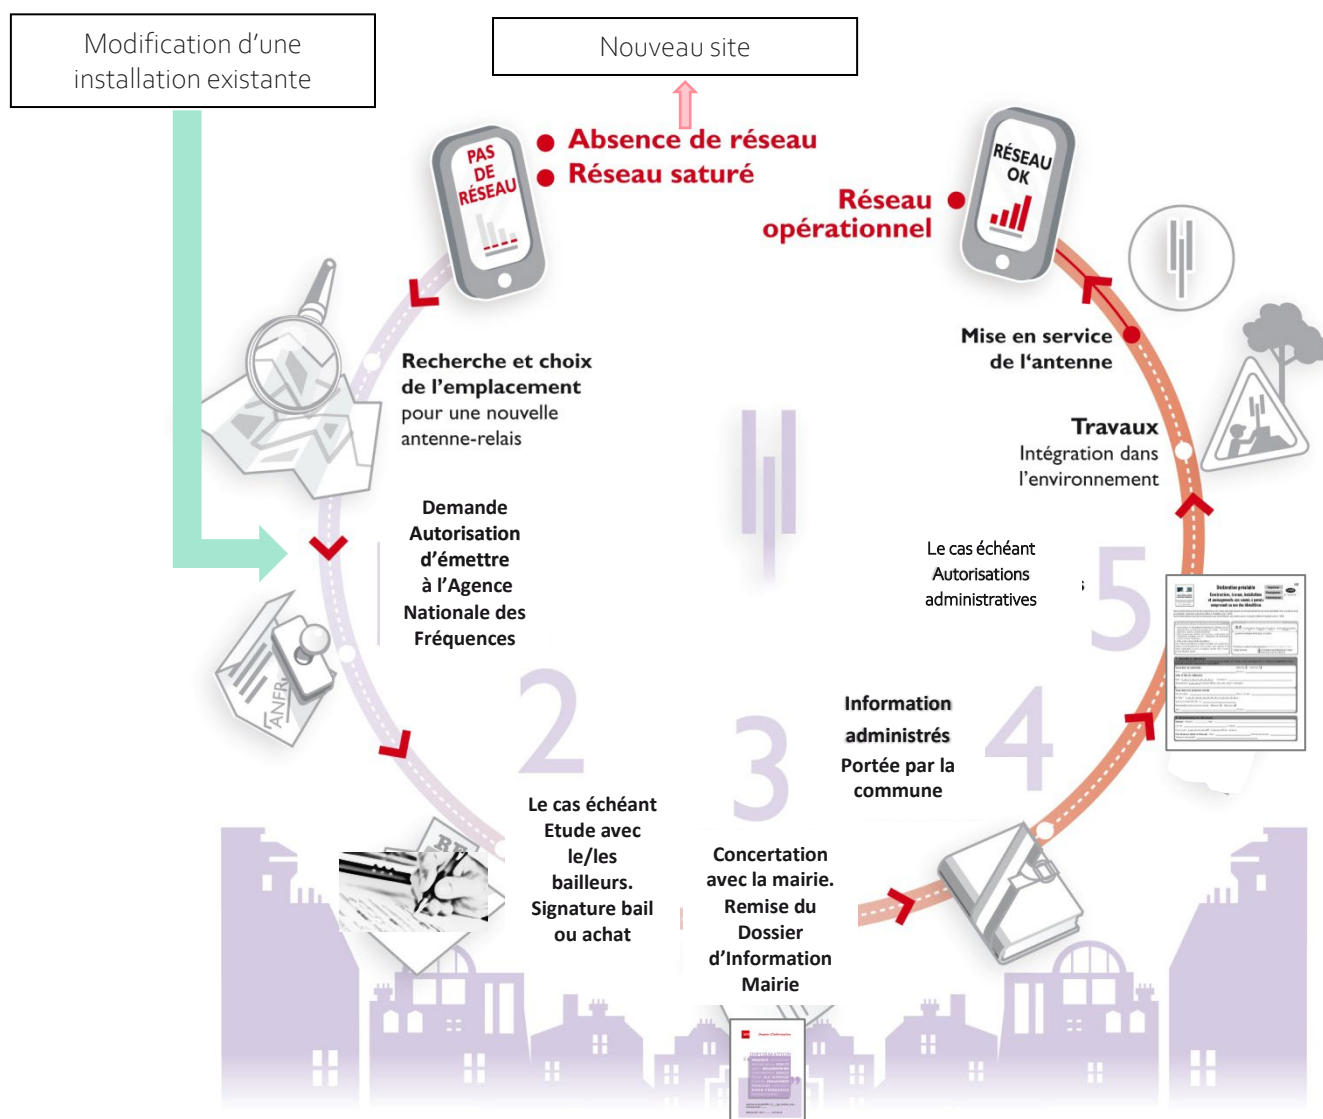 Modification d’une
installation existante
Nouveau site
PAS
DE
RÉSEAU
Absence de réseau
Réseau saturé
RÉSEAU
OK
Réseau
opérationnel
Recherche et choix
de l’emplacement
pour une nouvelle
antenne-relais
Mise en service
de l‘antenne
Travaux
Intégration dans
l’environnement
Demande
Autorisation
d’émettre
à l’Agence
Nationale des
Fréquences
ANFR
Le cas échéant
Autorisations
administratives
s
5
Déclaration préalable
2
3
4
Information
administrés
Portée par la
commune
Le cas échéant
Etude avec
le/les
bailleurs.
Signature bail
ou achat
Concertation
avec la mairie.
Remise du
Dossier
d’Information
Mairie
INFORMATION